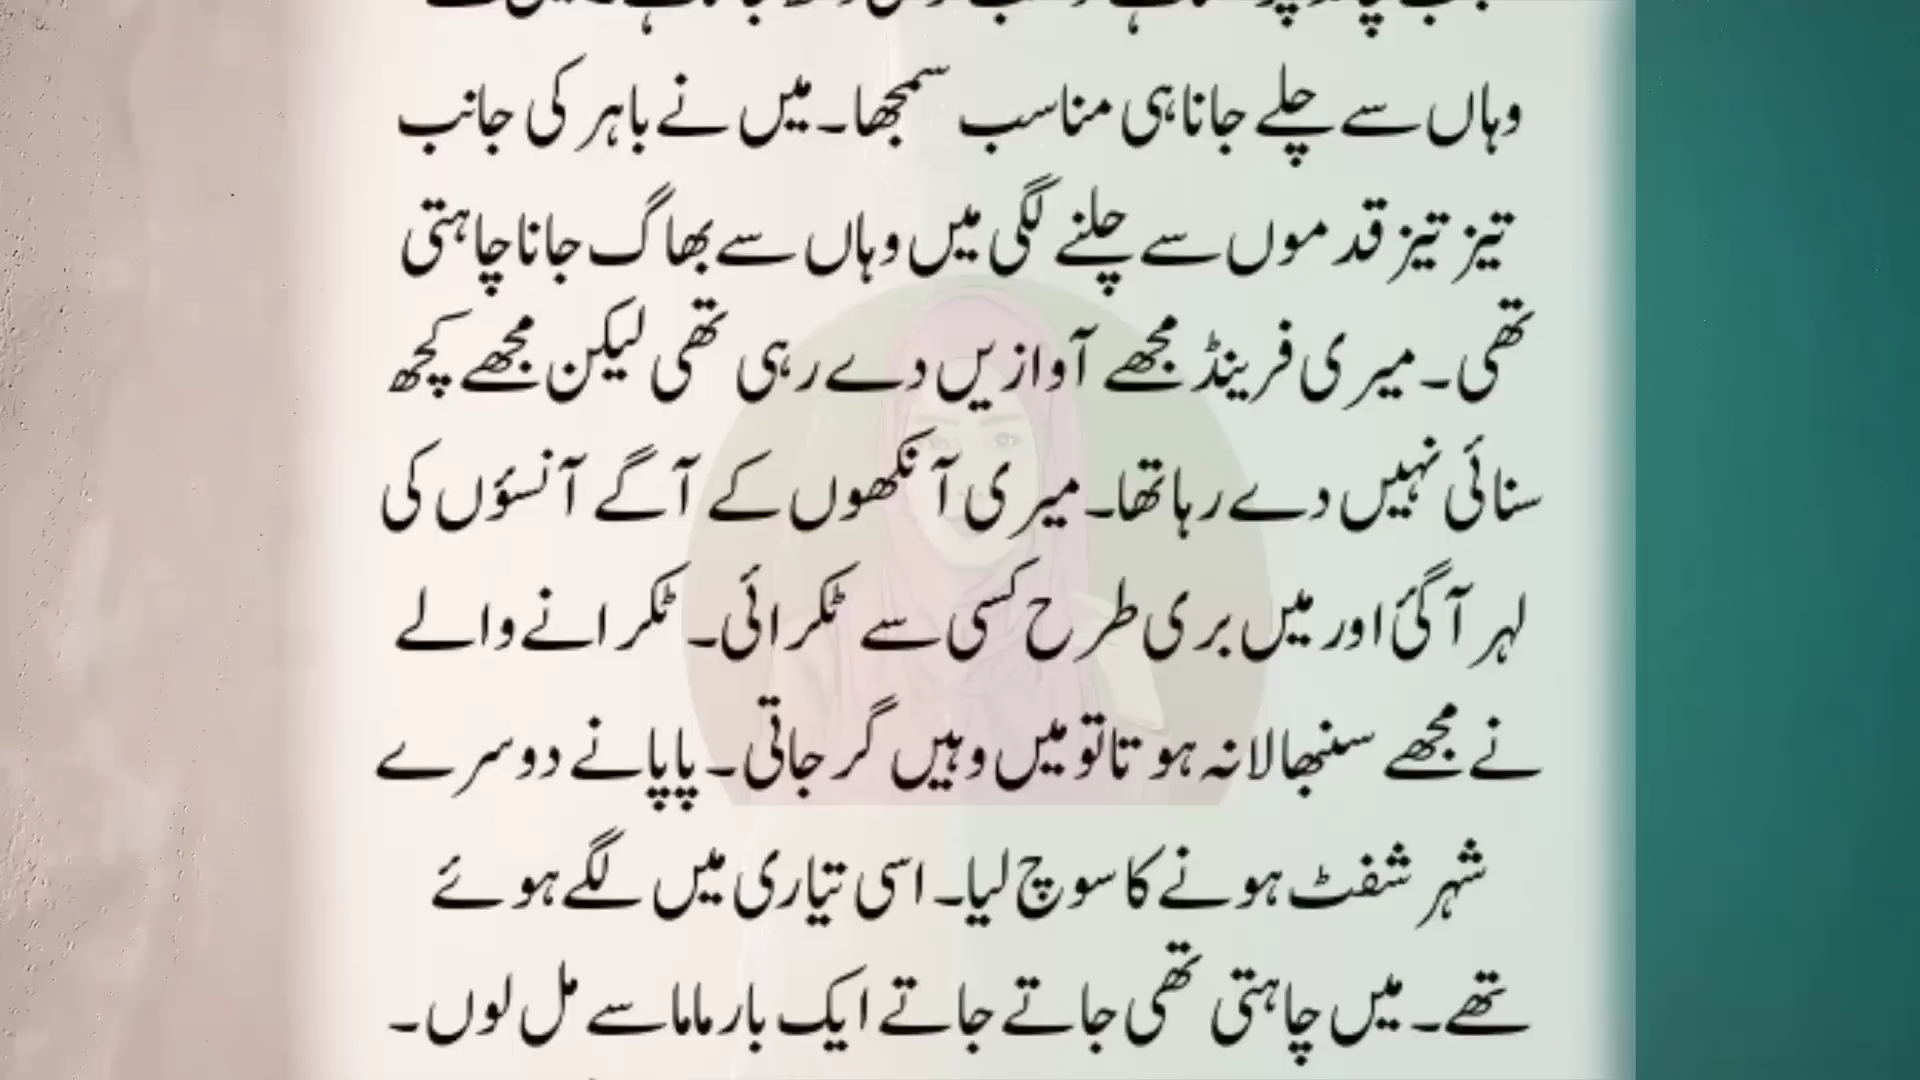 وہاں سے چلے جانا ہی مناسب سمجھا۔ میں نے باہر کی جانب
تیز تیز قدموں سے چلنے لگی میں وہاں سے بھاگ جانا چاہتی
تھی۔ میری فرینڈ مجھے آوازیں دے رہی تھی لیکن مجھے کچھ
سنائی نہیں دے رہا تھا۔ میری آنکھوں کے آگے آنسوؤں کی
لہر آگئ اور میں بری طرح کسی سے ٹکرائی۔ ٹکرانے والے
نے مجھے سنبھالا نہ ہوتا تو میں وہیں گر جاتی۔ پاپا نے دوسرے
شہر شفٹ ہونے کا سوچ لیا۔ اسی تیاری میں لگے ہوئے
تھے۔ میں چاہتی تھی جاتے جاتے ایک بار ماما سے مل لوں۔